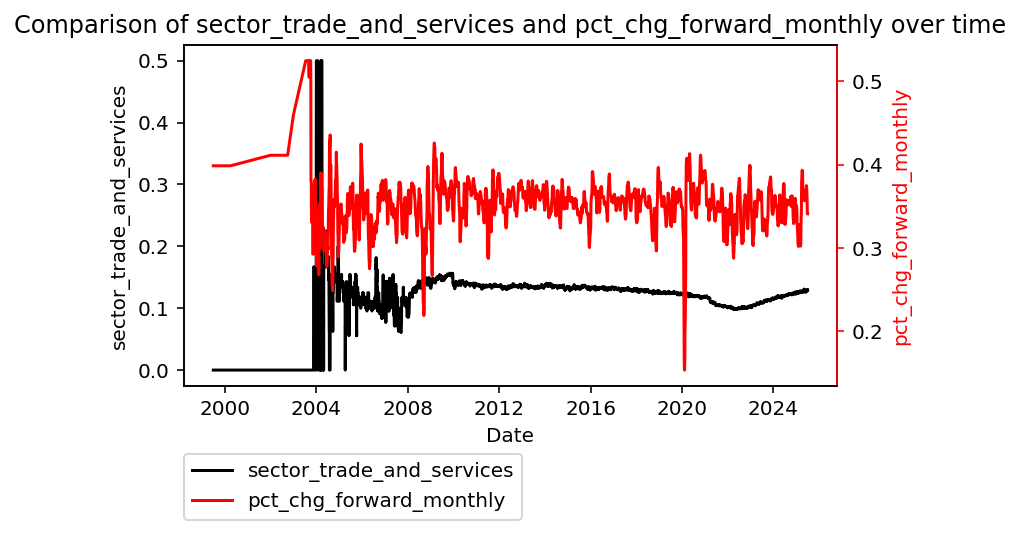 Comparison of sector_trade_and_services and pct_chg_forward_monthly over time
sector_trade_and_services
0.5
0.4
0.3
0.2
0.1
0.0
0.5
0.4
0.3
0.2
pct_chg_forward_monthly
2000 2004 2008 2012 2016 2020 2024
Date
sector_trade_and_services
pct_chg_forward_monthly